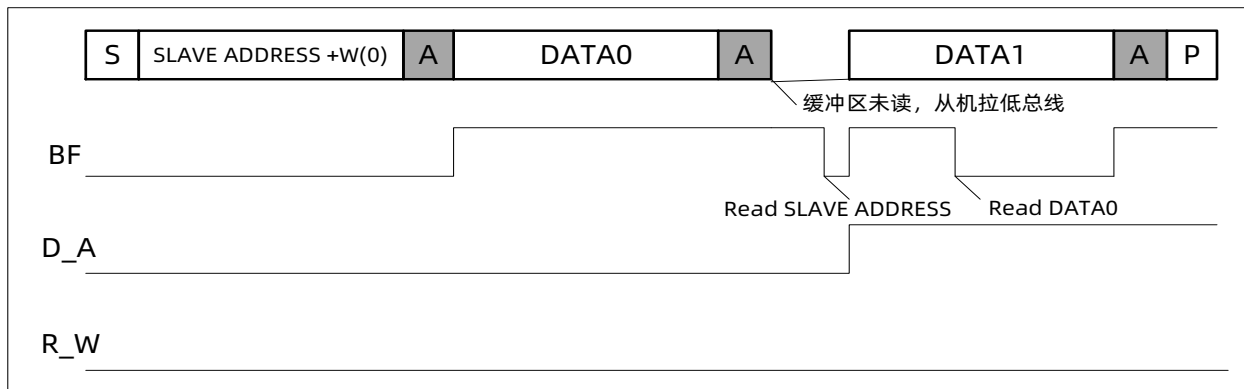 S SLAVE ADDRESS +W(0) A DATA0 A DATA1 A P
缓冲区未读，从机拉低总线
BF
Read SLAVE ADDRESS Read DATA0
D_A
R_W